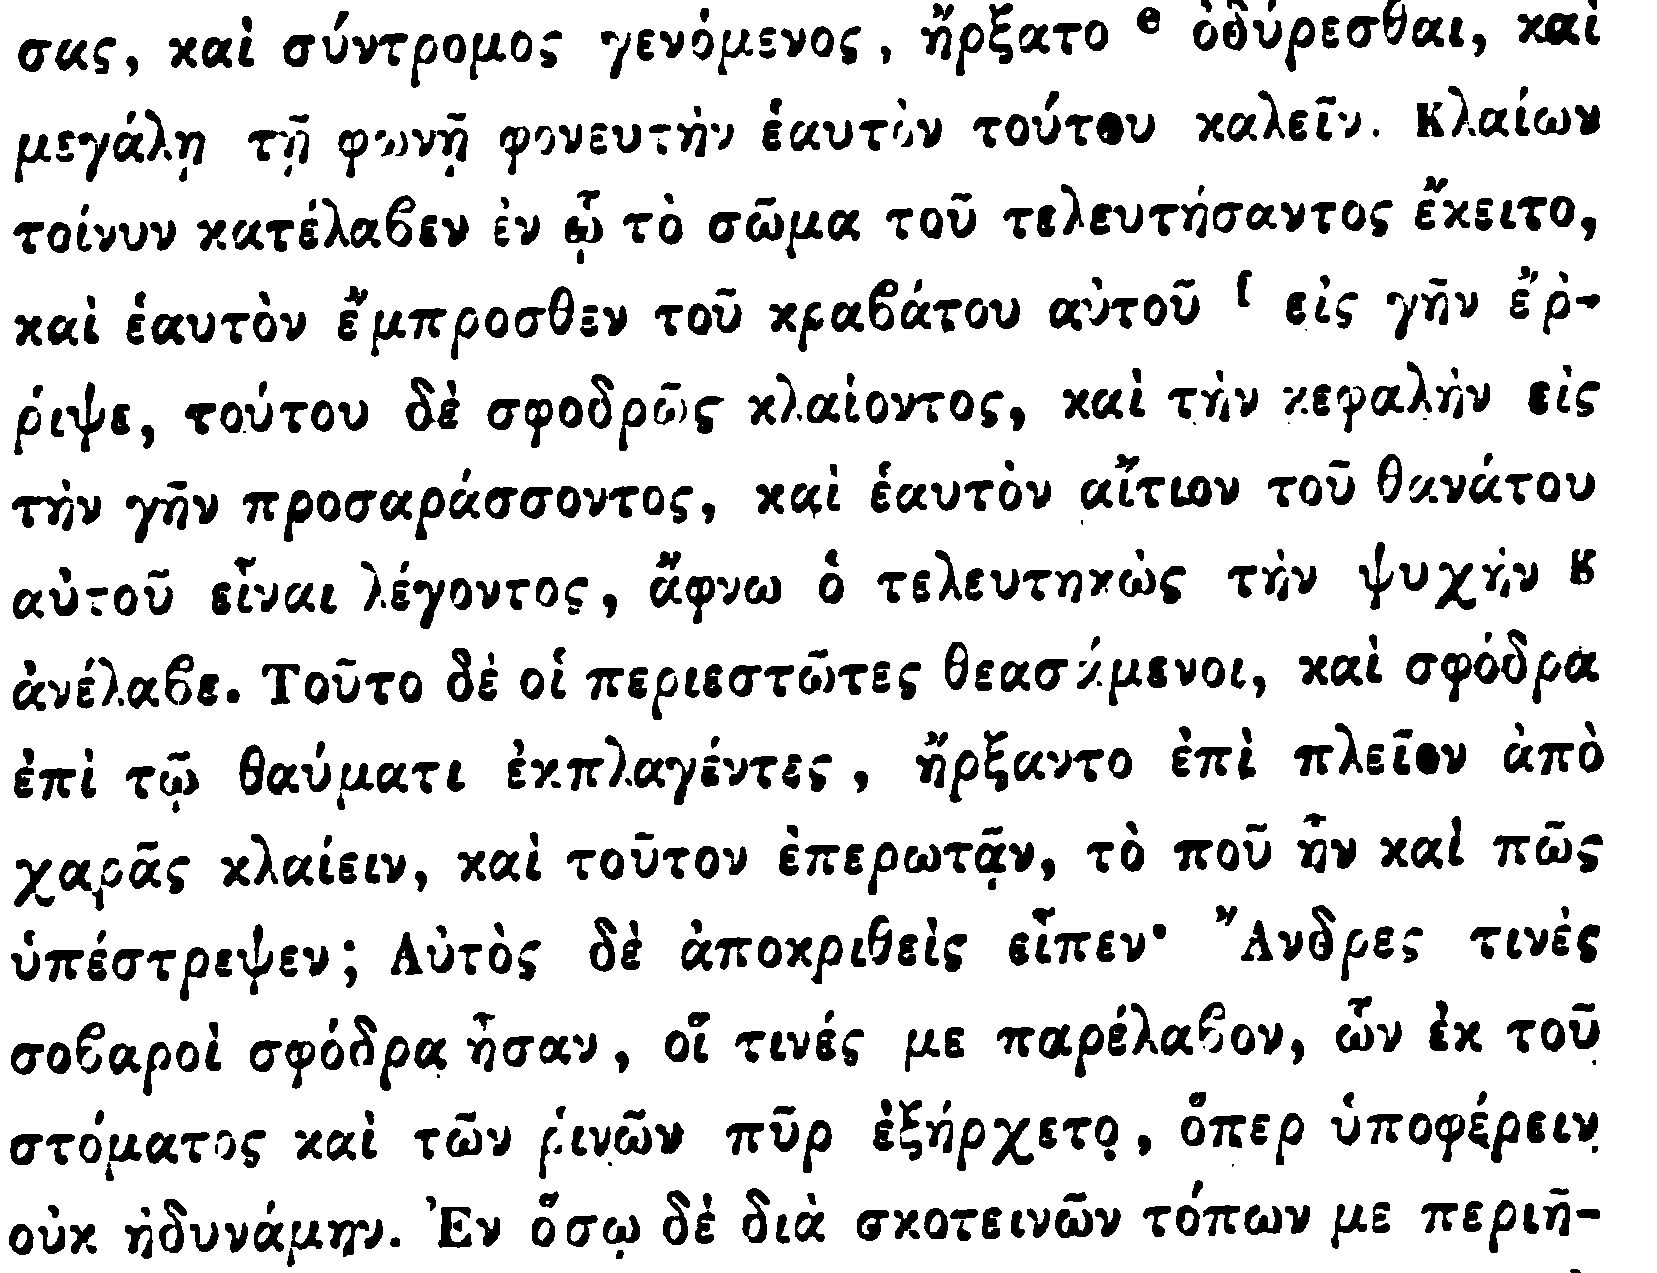 σας, καὶ σύντρομος γενόμενος, ἤρξατο ᵉ ὀδύρεσθαι, καὶ
μεγάλῃ τῇ φωνῇ φονευτὴν ἑαυτὸν τούτου καλεῖν. Κλαίων
τοίνυν κατέλαϐεν ἐν ᾧ τὸ σῶμα τοῦ τελευτήσαντος ἔκειτο,
καὶ ἑαυτὸν ἔμπροσθεν τοῦ κραϐάτου αὐτοῦ ᶠ εἰς γῆν ἔῤ-
ῥιψε, τούτου δὲ σφοδρῶς κλαίοντος, καὶ τὴν κεφαλὴν εἰς
τὴν γῆν προσαράσσοντος, καὶ ἑαυτὸν αἴτιον τοῦ θανάτου
αὐτοῦ εἶναι λέγοντος, ἄφνω ὁ τελευτηκὼς τὴν ψυχὴν ᵍ
ἀνέλαϐε. Τοῦτο δὲ οἱ περιεστῶτες θεασάμενοι, καὶ σφόδρα
ἐπὶ τῷ θαύματι ἐκπλαγέντες, ἤρξαντο ἐπὶ πλεῖον ἀπὸ
χαρᾶς κλαίειν, καὶ τοῦτον ἐπερωτᾷν, τὸ ποῦ ἦν καὶ πῶς
ὑπέστρεψεν; Αὐτὸς δὲ ἀποκριθεὶς εἶπεν· Ἄνδρες τινὲς
σοϐαροὶ σφόδρα ἦσαν, οἵ τινές με παρέλαϐον, ὧν ἐκ τοῦ
στόματος καὶ τῶν ῥινῶν πῦρ ἐξήρχετο, ὅπερ ὑποφέρειν
οὐκ ἠδυνάμην. Ἐν ὅσῳ δὲ διὰ σκοτεινῶν τόπων με περιῆ-